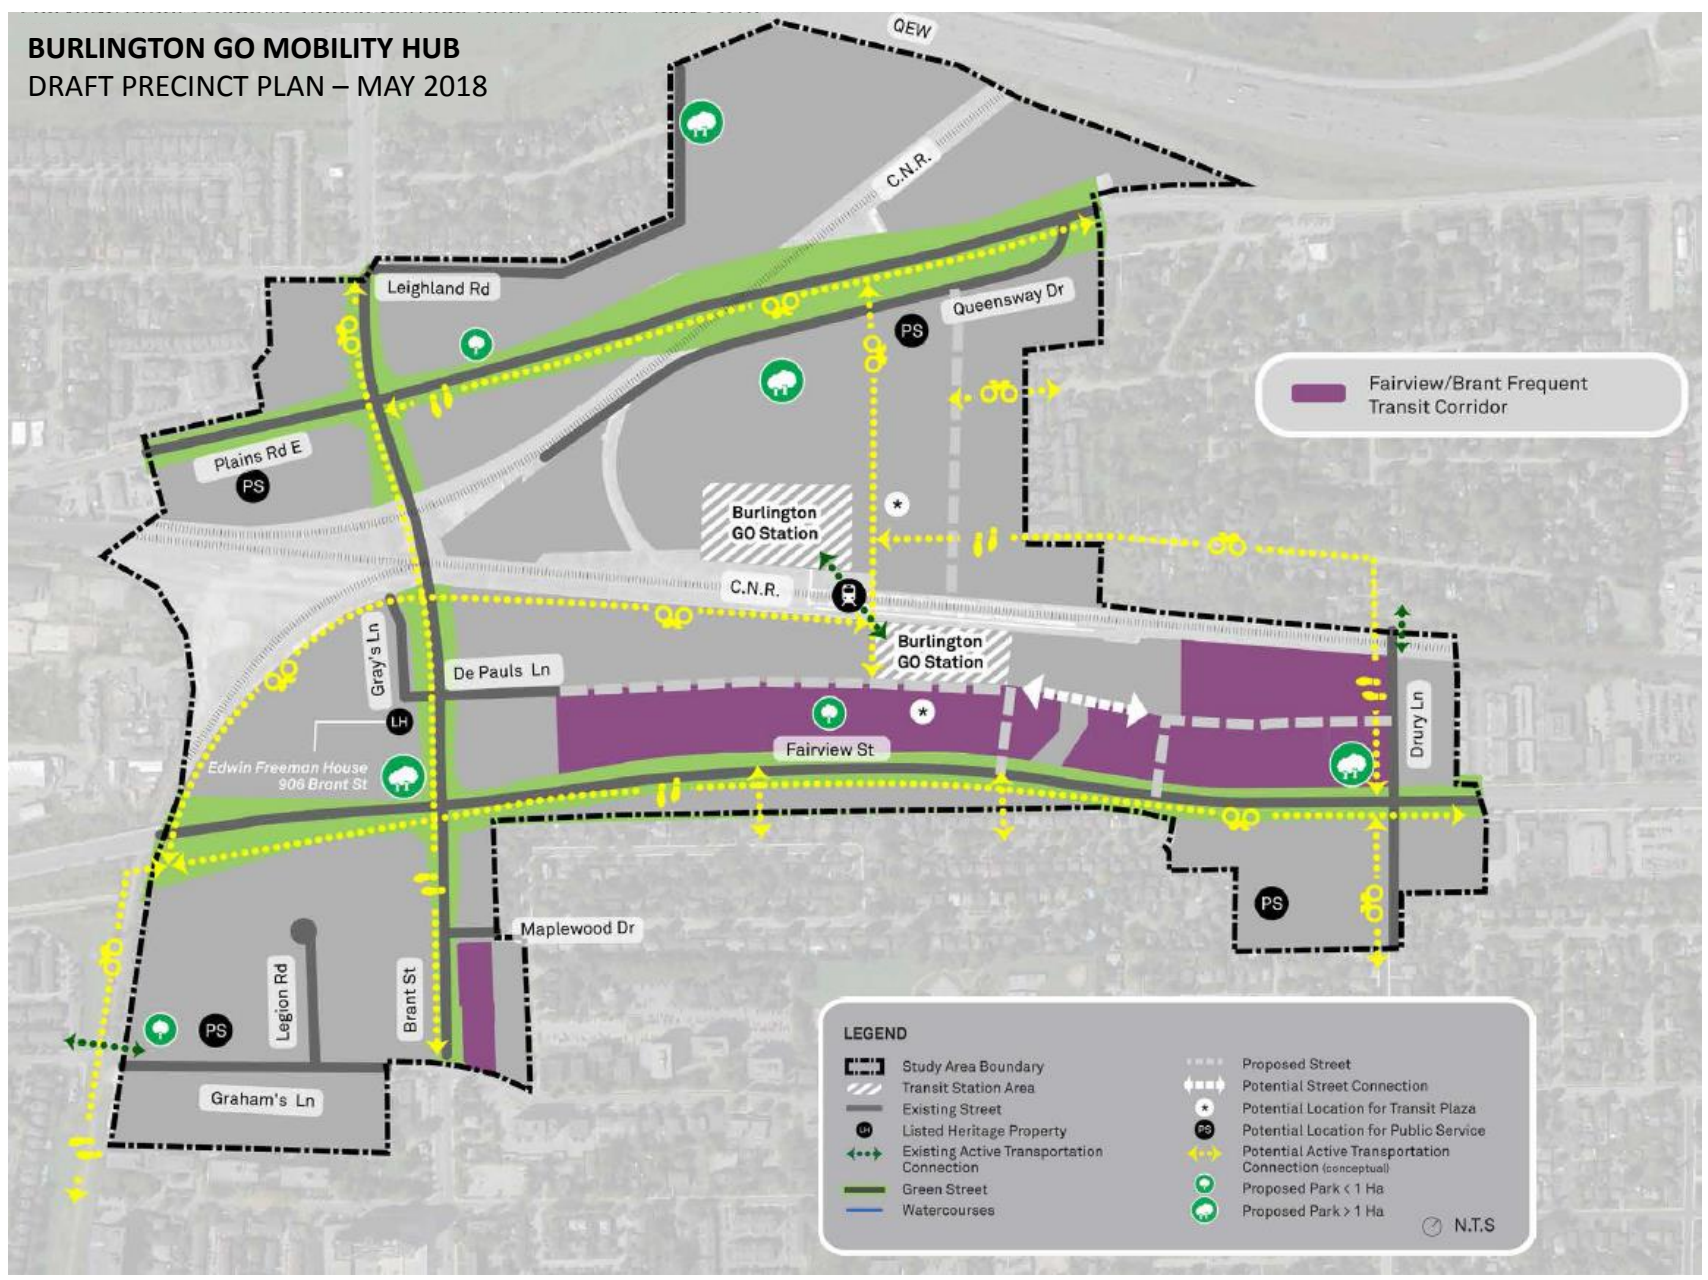 BURLINGTON GO MOBILITY HUB
DRAFT PRECINCT PLAN – MAY 2018
QEW
C.N.R.
Leighland Rd
Queensway Dr
PS
Fairview/Brant Frequent
Transit Corridor
Plains Rd E
PS
Burlington
GO Station
*
C.N.R.
Burlington
GO Station
Gray's Ln
De Pauls Ln
LH
*
Drury Ln
Fairview St
Edwin Freeman House
906 Brant St
PS
Maplewood Dr
Legion Rd
Brant St
PS
Graham's Ln
LEGEND
Study Area Boundary
Transit Station Area
Existing Street
LH Listed Heritage Property
Existing Active Transportation
Connection
Green Street
Watercourses
Proposed Street
Potential Street Connection
* Potential Location for Transit Plaza
PS Potential Location for Public Service
Potential Active Transportation
Connection (conceptual)
Proposed Park < 1 Ha
Proposed Park > 1 Ha
N.T.S